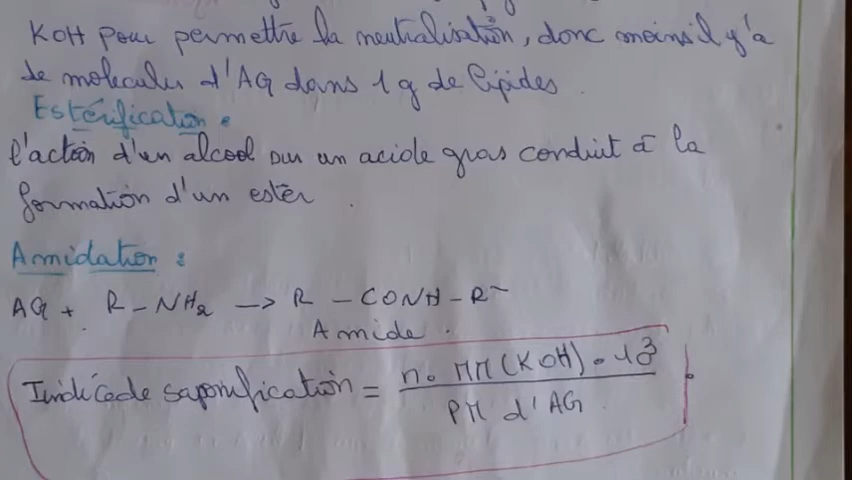 KOH pour permettre la neutralisation, donc moins il y'a
de molecules d'AG dans 1 g de lipides.
Estérification :
l'action d'un alcool sur un acide gras conduit à la
formation d'un ester.
Amidation :
AG + R-NH2 → R-CONH-R
Amide.
Indice de saponification = n. MM(KOH). 10³
PM d'AG